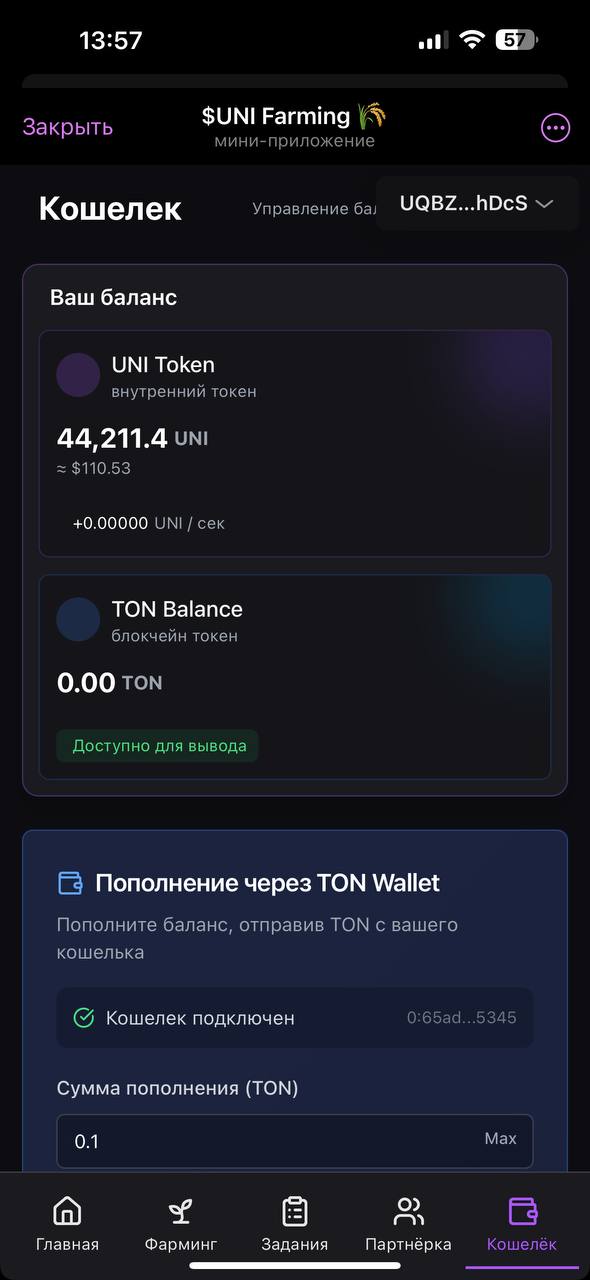 13:57
57
Закрыть
$UNI Farming 🌾
мини-приложение
Кошелек
Управление бал
UQBZ...hDcS
Ваш баланс
UNI Token
внутренний токен
44,211.4 UNI
≈ $110.53
+0.00000 UNI / сек
TON Balance
блокчейн токен
0.00 TON
Доступно для вывода
Пополнение через TON Wallet
Пополните баланс, отправив TON с вашего
кошелька
Кошелек подключен
0:65ad...5345
Сумма пополнения (TON)
0.1
Max
Главная
Фарминг
Задания
Партнёрка
Кошелёк